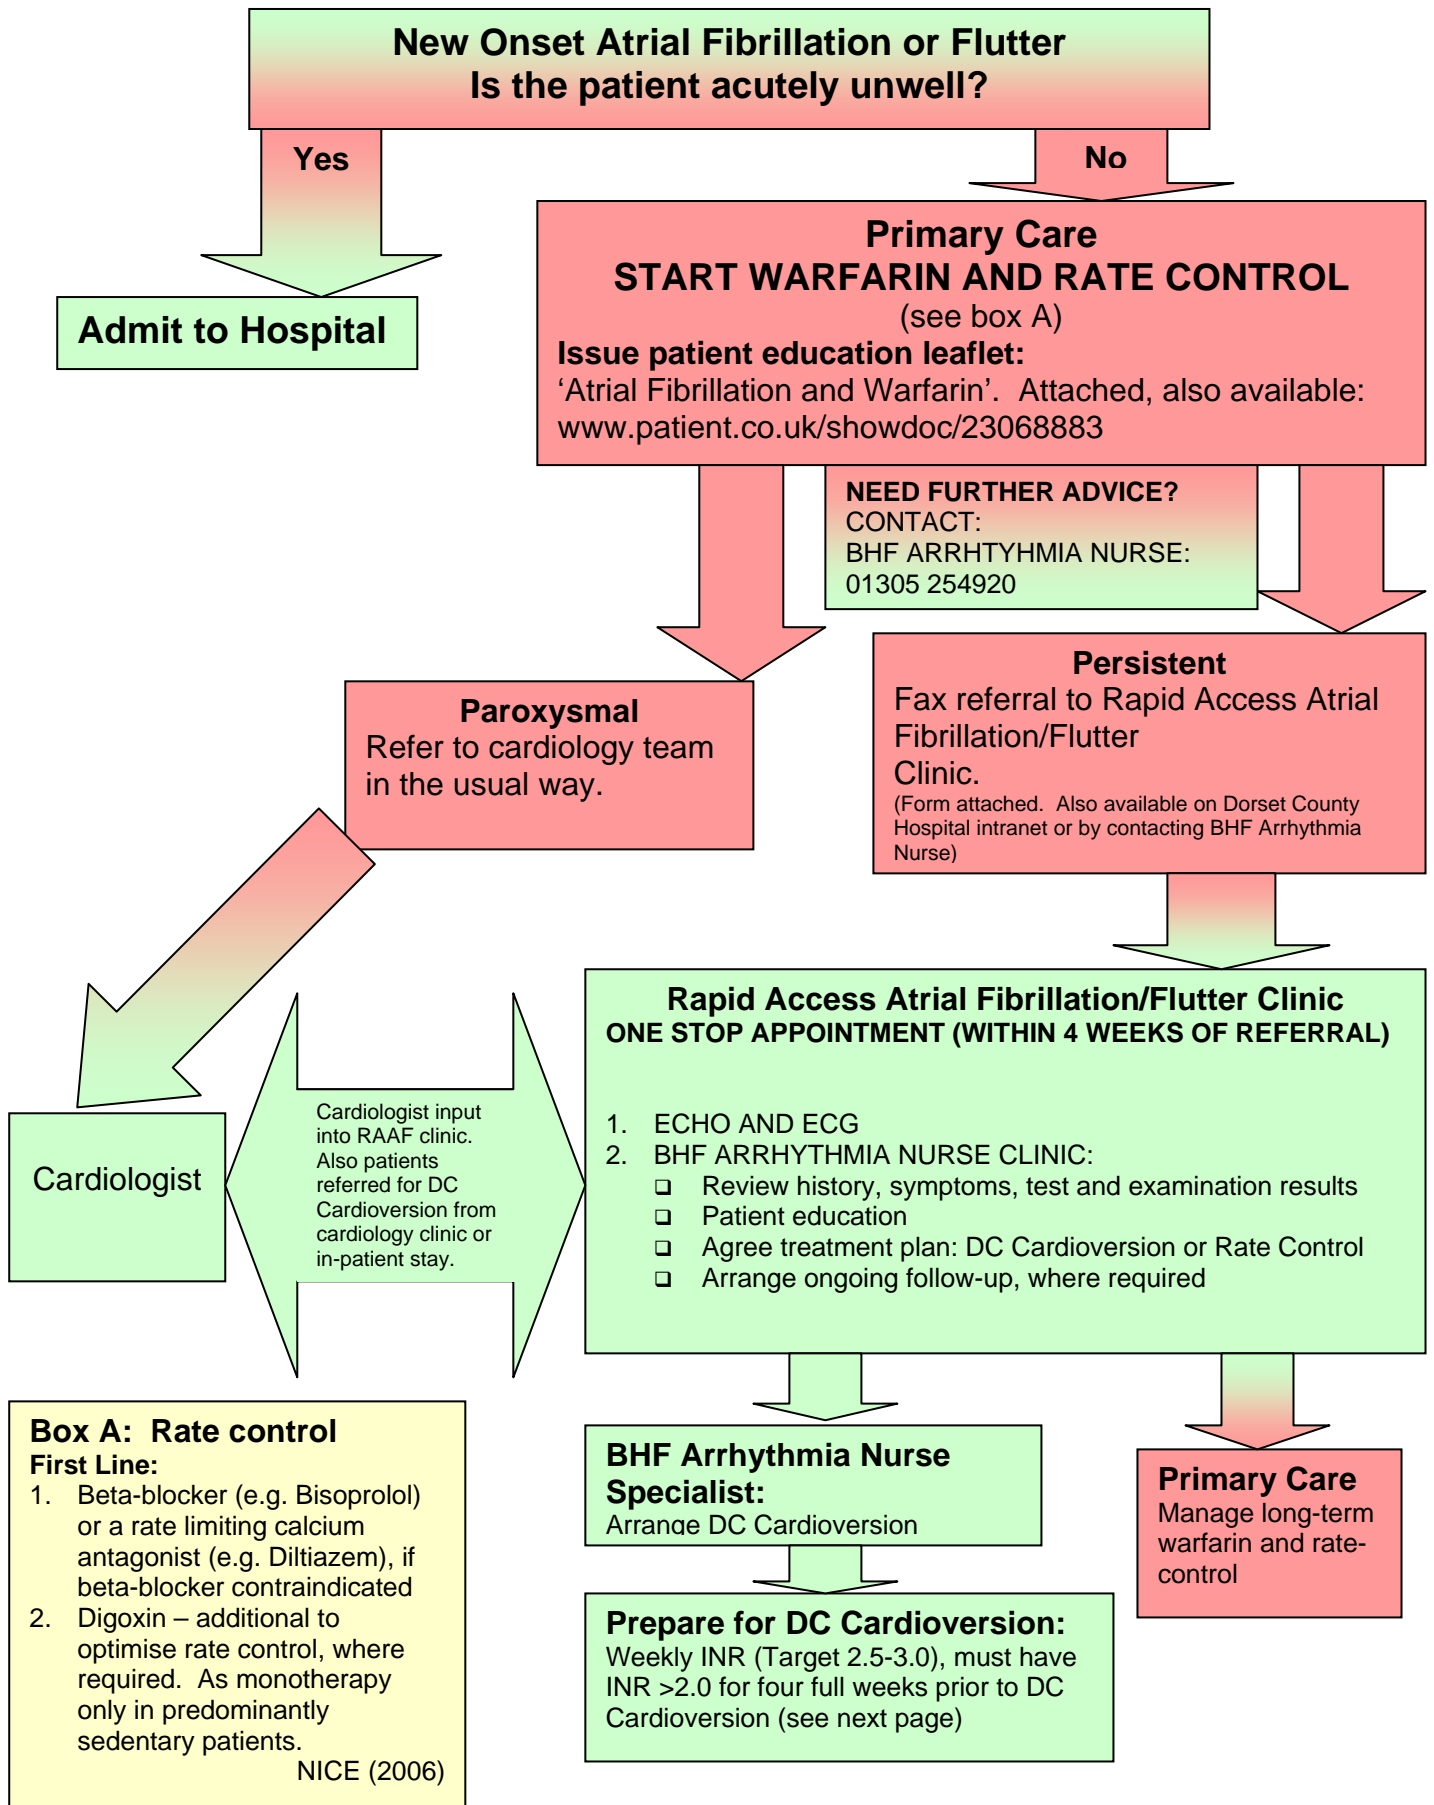 New Onset Atrial Fibrillation or Flutter
Is the patient acutely unwell?
Yes
No
Admit to Hospital
Primary Care
START WARFARIN AND RATE CONTROL
(see box A)
Issue patient education leaflet:
‘Atrial Fibrillation and Warfarin’. Attached, also available:
www.patient.co.uk/showdoc/23068883
NEED FURTHER ADVICE?
CONTACT:
BHF ARRHTYHMIA NURSE:
01305 254920
Paroxysmal
Refer to cardiology team
in the usual way.
Persistent
Fax referral to Rapid Access Atrial
Fibrillation/Flutter
Clinic.
(Form attached. Also available on Dorset County
Hospital intranet or by contacting BHF Arrhythmia
Nurse)
Cardiologist
Cardiologist input
into RAAF clinic.
Also patients
referred for DC
Cardioversion from
cardiology clinic or
in-patient stay.
Rapid Access Atrial Fibrillation/Flutter Clinic
ONE STOP APPOINTMENT (WITHIN 4 WEEKS OF REFERRAL)
1. ECHO AND ECG
2. BHF ARRHYTHMIA NURSE CLINIC:
❑ Review history, symptoms, test and examination results
❑ Patient education
❑ Agree treatment plan: DC Cardioversion or Rate Control
❑ Arrange ongoing follow-up, where required
Box A: Rate control
First Line:
1. Beta-blocker (e.g. Bisoprolol)
or a rate limiting calcium
antagonist (e.g. Diltiazem), if
beta-blocker contraindicated
2. Digoxin – additional to
optimise rate control, where
required. As monotherapy
only in predominantly
sedentary patients.
NICE (2006)
BHF Arrhythmia Nurse
Specialist:
Arrange DC Cardioversion
Prepare for DC Cardioversion:
Weekly INR (Target 2.5-3.0), must have
INR >2.0 for four full weeks prior to DC
Cardioversion (see next page)
Primary Care
Manage long-term
warfarin and rate-
control